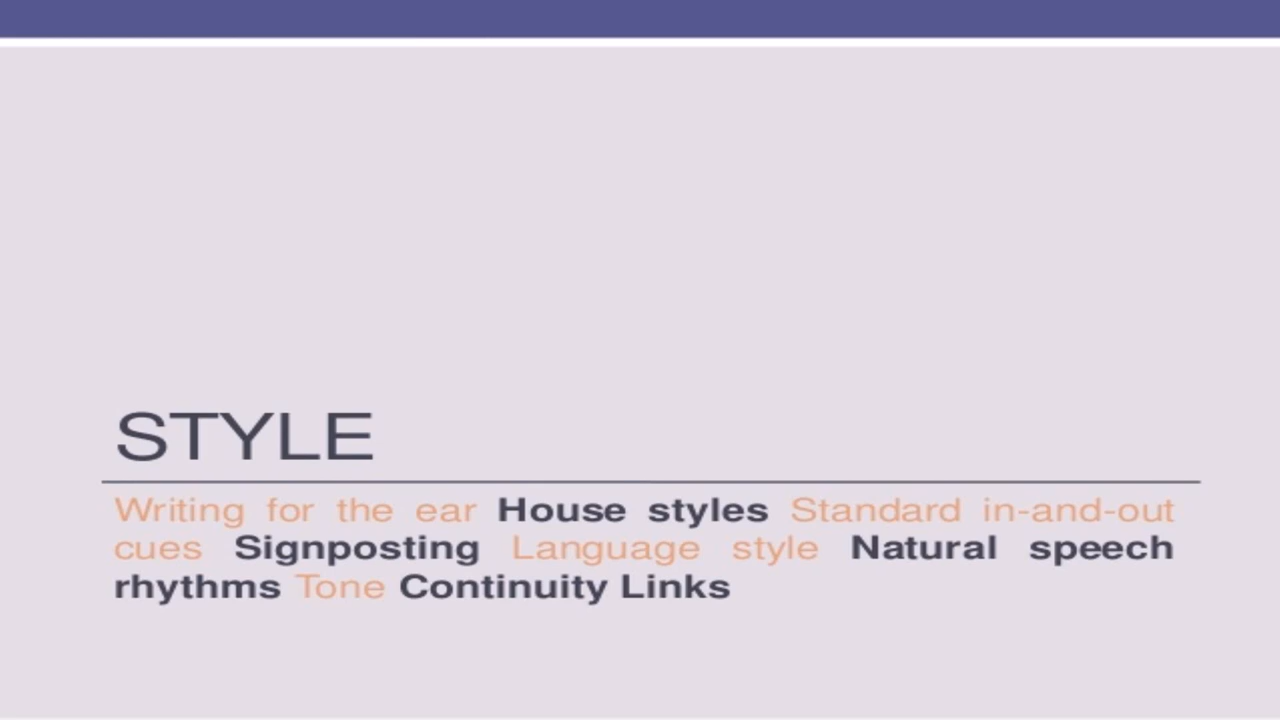 STYLE
Writing for the ear House styles Standard in-and-out
cues Signposting Language style Natural speech
rhythms Tone Continuity Links